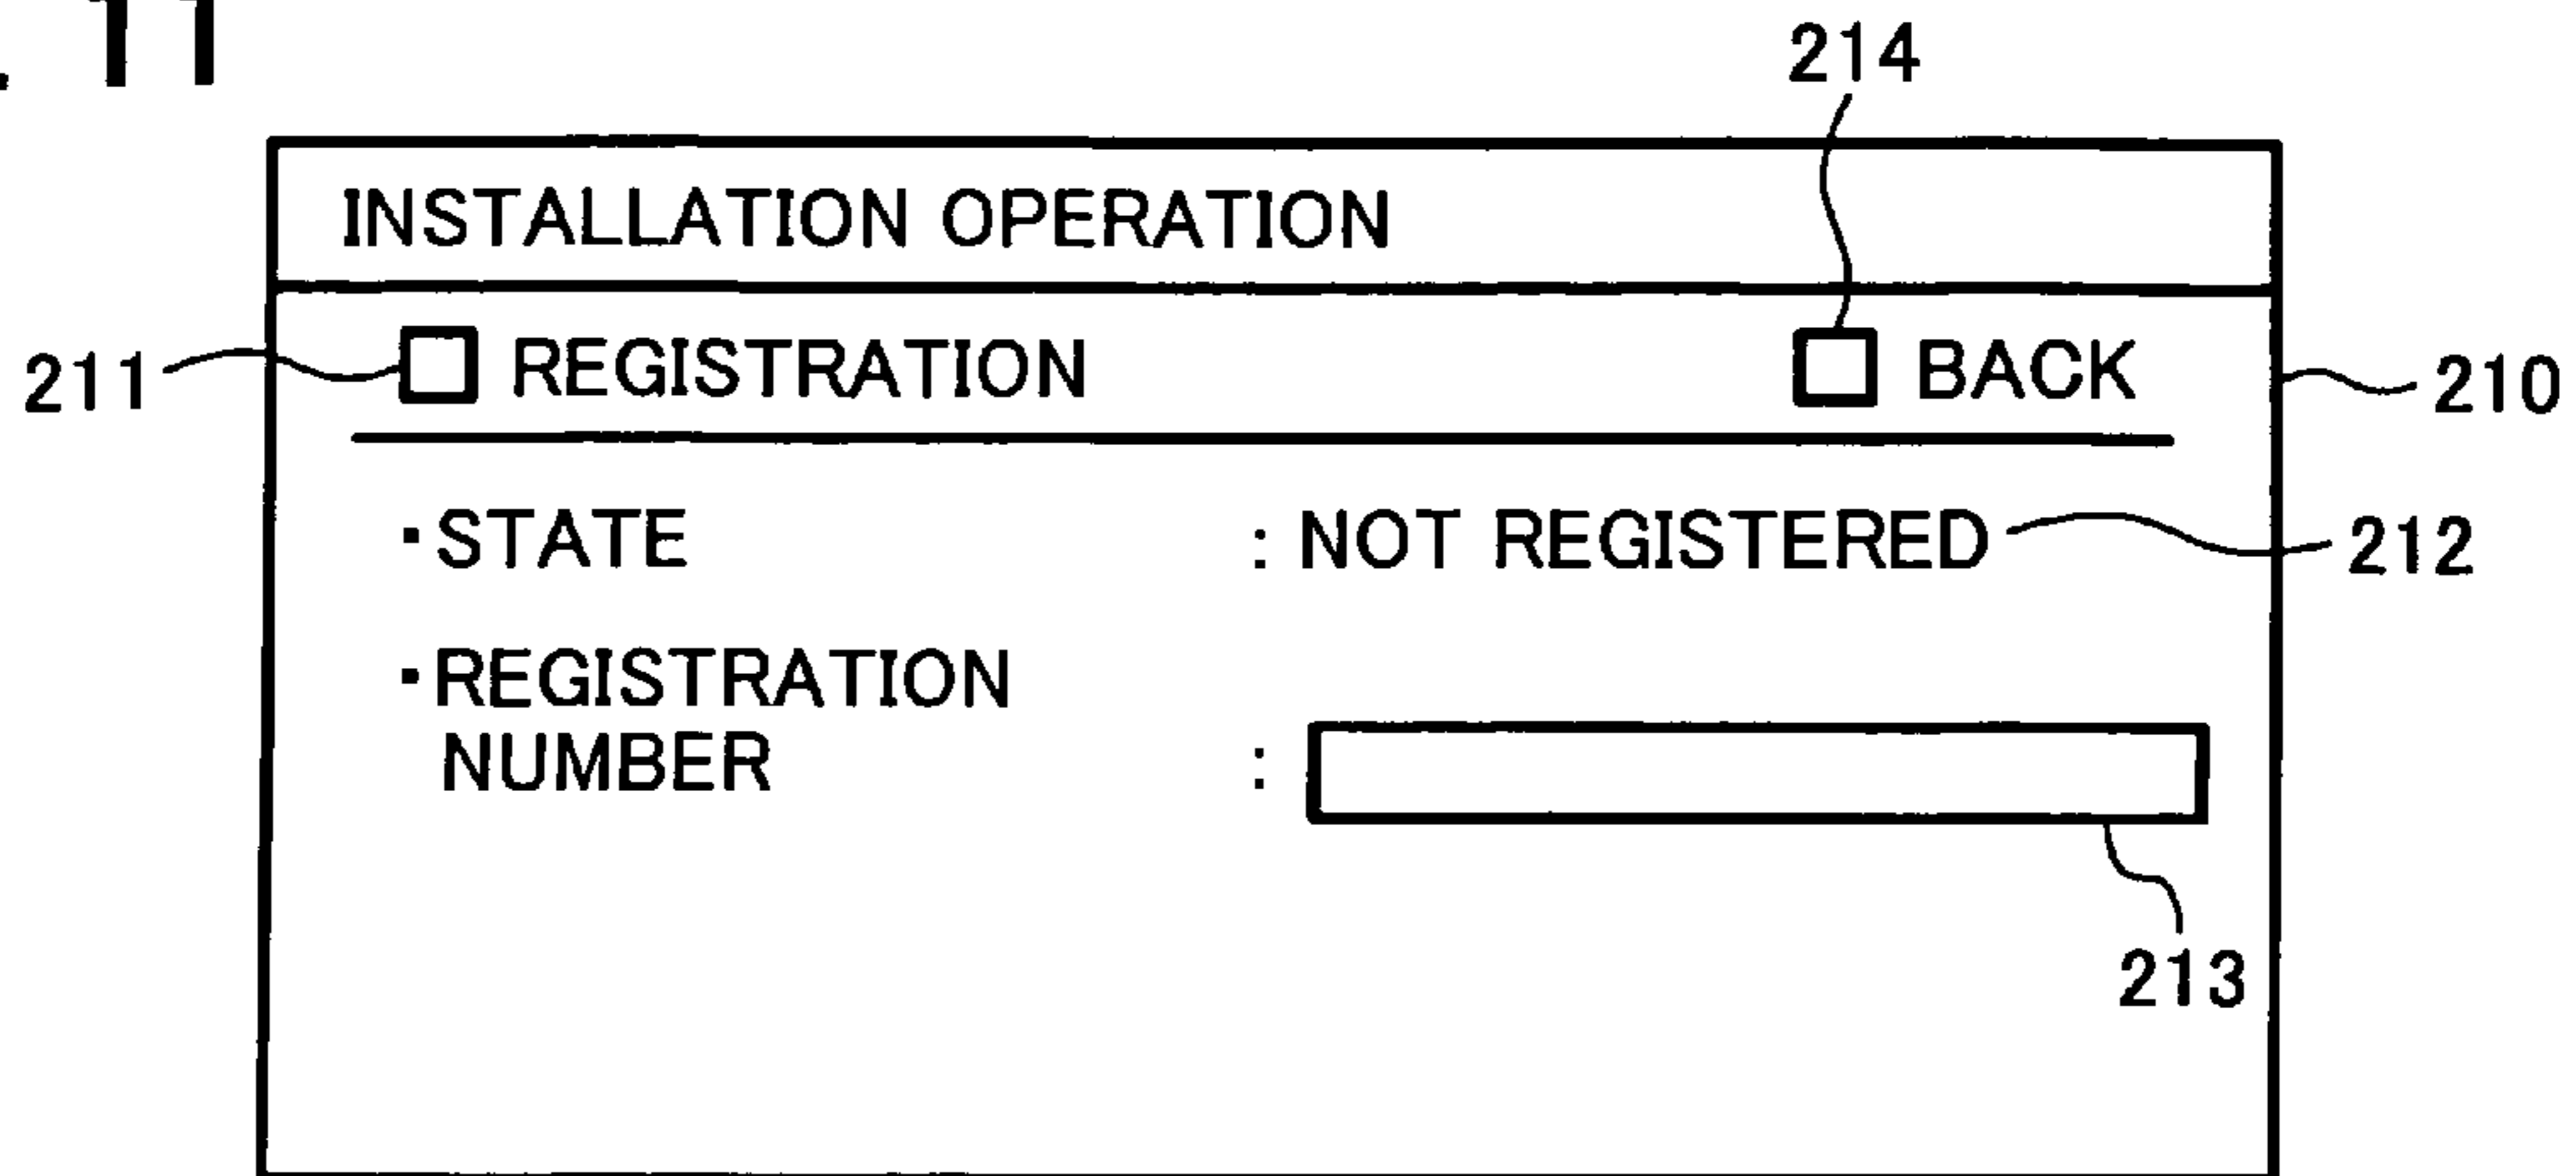 . 11
214
INSTALLATION OPERATION
211 REGISTRATION BACK 210
・STATE : NOT REGISTERED 212
・REGISTRATION
NUMBER :
213